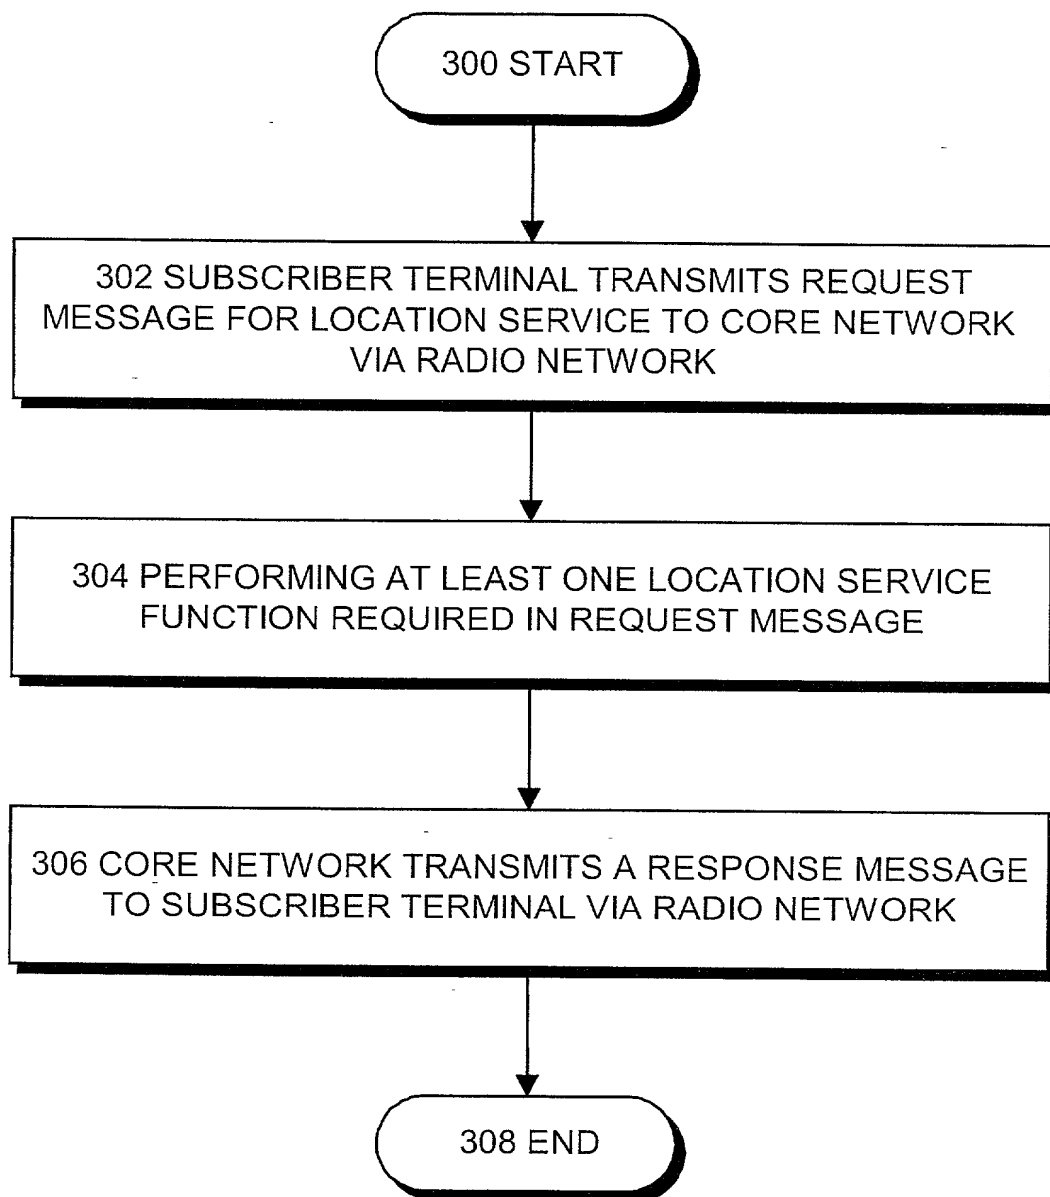 300 START
302 SUBSCRIBER TERMINAL TRANSMITS REQUEST
MESSAGE FOR LOCATION SERVICE TO CORE NETWORK
VIA RADIO NETWORK
304 PERFORMING AT LEAST ONE LOCATION SERVICE
FUNCTION REQUIRED IN REQUEST MESSAGE
306 CORE NETWORK TRANSMITS A RESPONSE MESSAGE
TO SUBSCRIBER TERMINAL VIA RADIO NETWORK
308 END